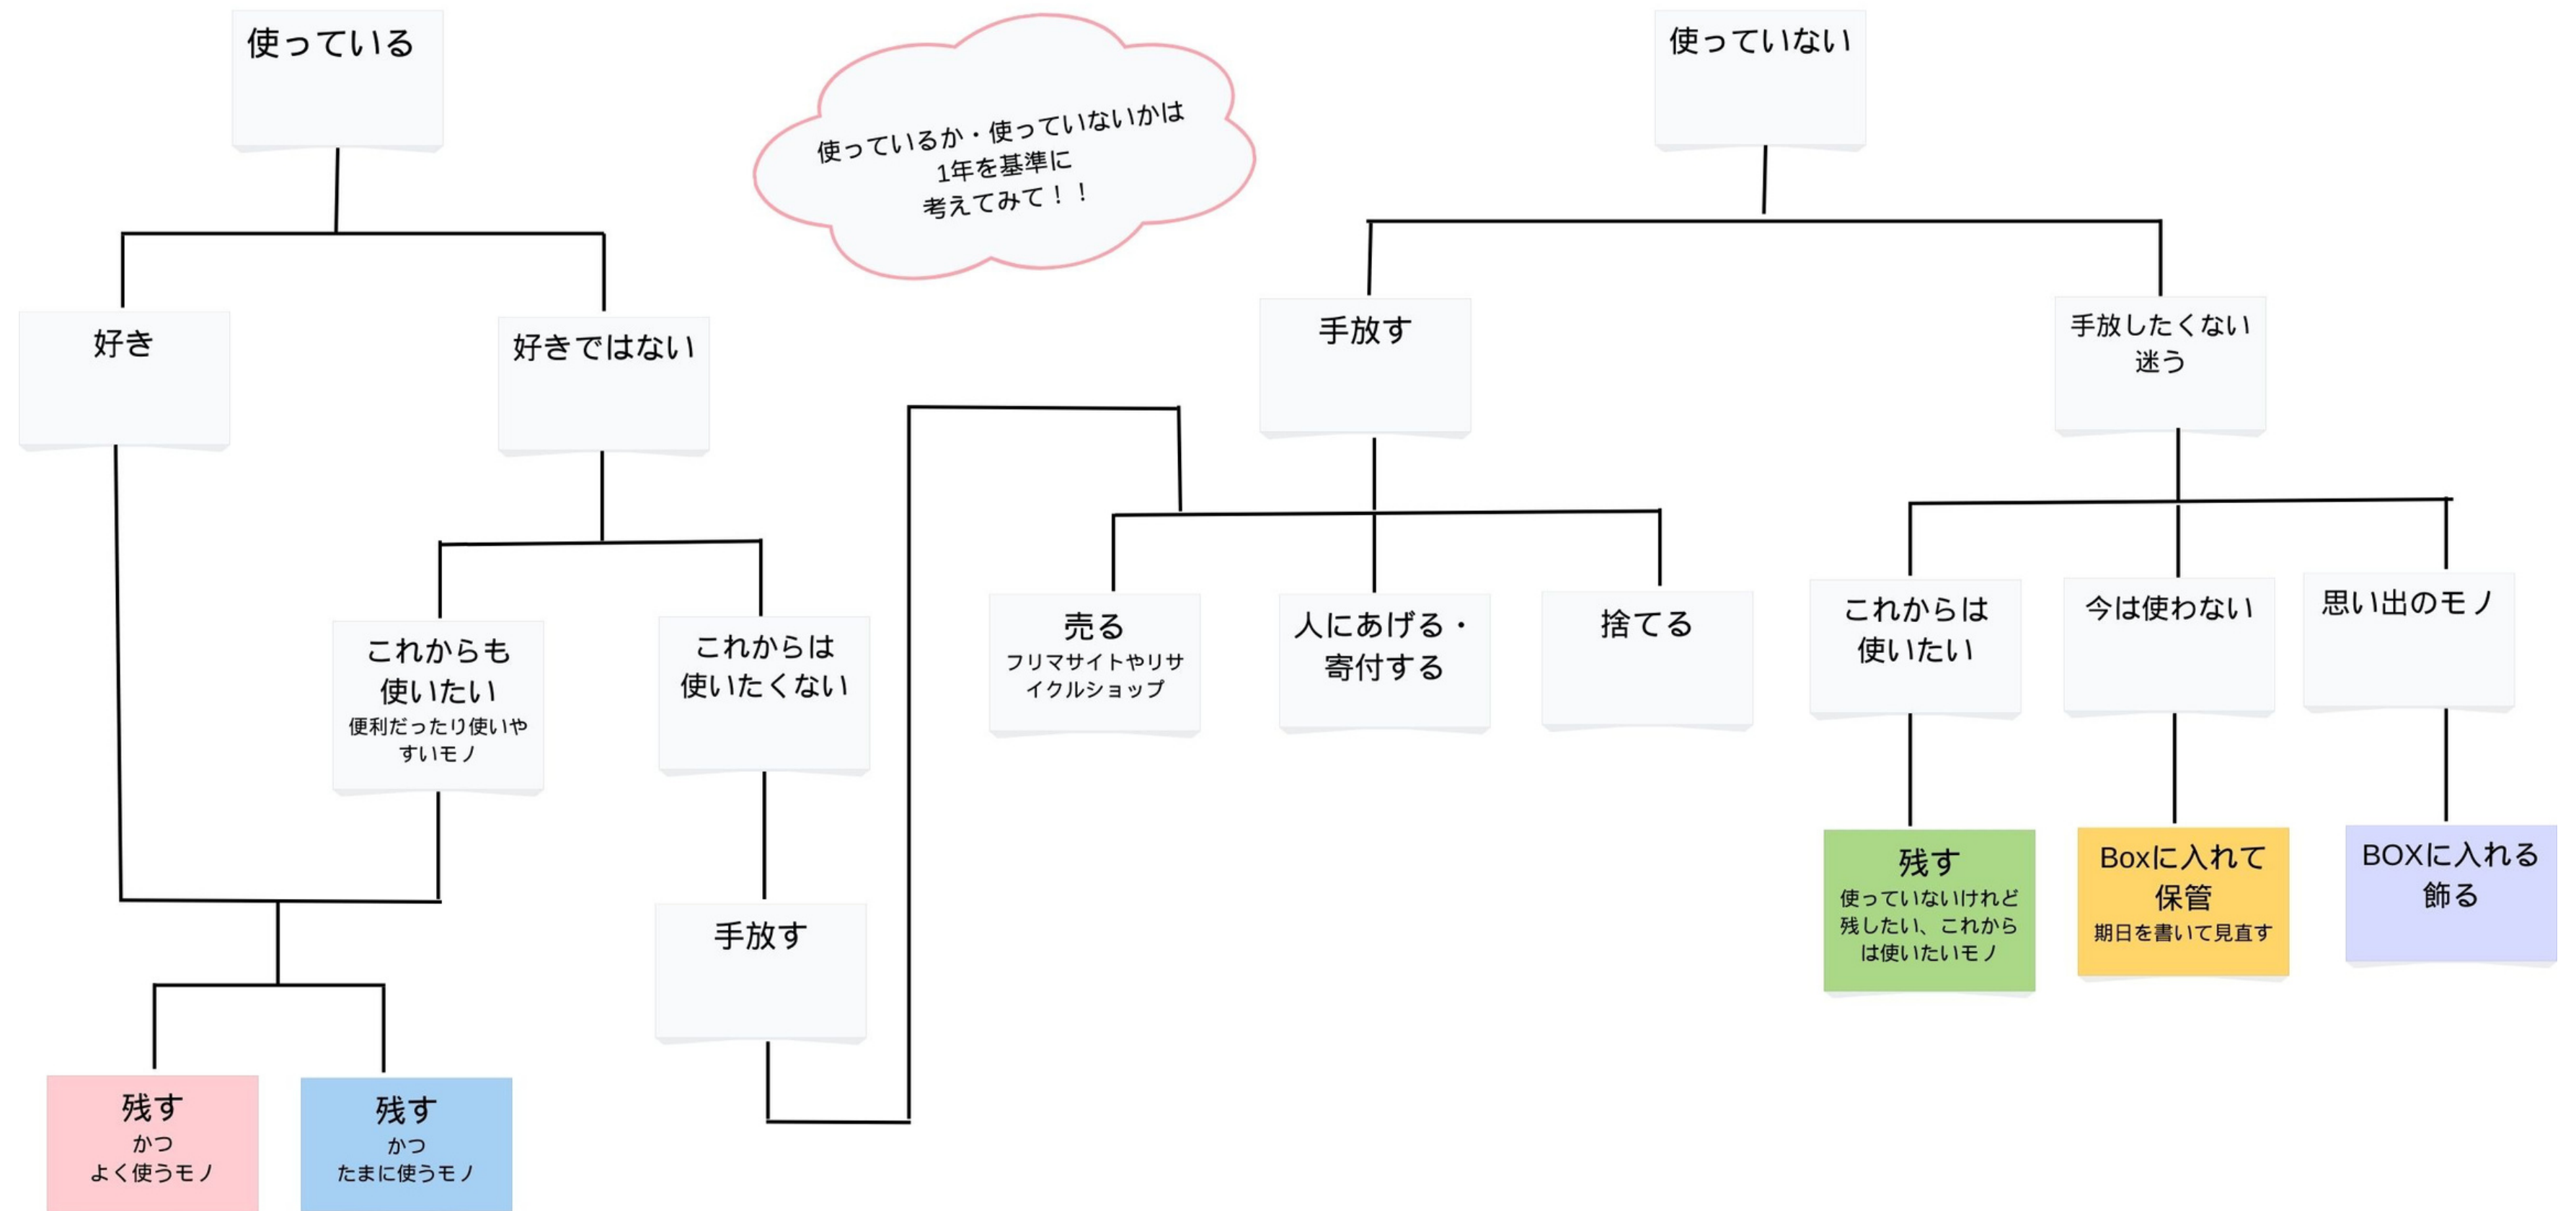 使っている
使っているか・使っていないかは
1年を基準に
考えてみて！！
使っていない
好き
好きではない
手放す
手放したくない
迷う
これからも
使いたい
便利だったり使いや
すいモノ
これからは
使いたくない
売る
フリマサイトやリサ
イクルショップ
人にあげる・
寄付する
捨てる
これからは
使いたい
今は使わない
思い出のモノ
手放す
残す
使っていないけれど
残したい、これから
は使いたいモノ
Boxに入れて
保管
期日を書いて見直す
BOXに入れる
飾る
残す
かつ
よく使うモノ
残す
かつ
たまに使うモノ